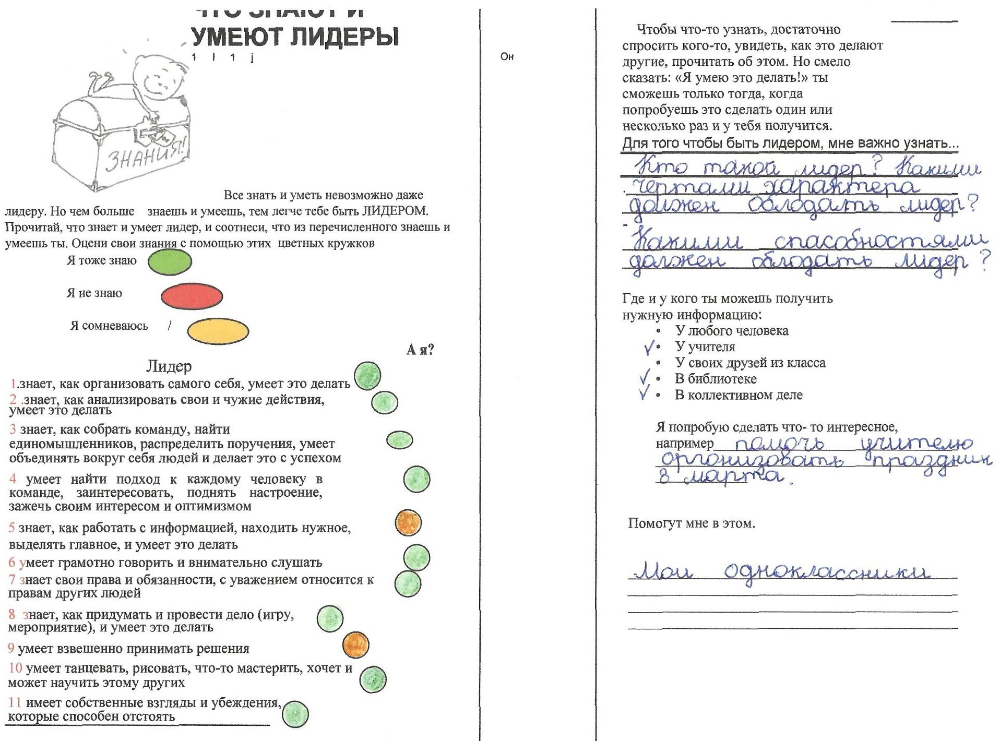 ЧТО ЗНАЮТ И
УМЕЮТ ЛИДЕРЫ
1 l 1 j
ЗНАНИЯ!
Все знать и уметь невозможно даже
лидеру. Но чем больше знаешь и умеешь, тем легче тебе быть ЛИДЕРОМ.
Прочитай, что знает и умеет лидер, и соотнеси, что из перечисленного знаешь и
умеешь ты. Оцени свои знания с помощью этих цветных кружков
Я тоже знаю
Я не знаю
Я сомневаюсь /
А я?
Лидер
1.знает, как организовать самого себя, умеет это делать
2 .знает, как анализировать свои и чужие действия,
умеет это делать
3 знает, как собрать команду, найти
единомышленников, распределить поручения, умеет
объединять вокруг себя людей и делает это с успехом
4 умеет найти подход к каждому человеку в
команде, заинтересовать, поднять настроение,
зажечь своим интересом и оптимизмом
5 знает, как работать с информацией, находить нужное,
выделять главное, и умеет это делать
6 умеет грамотно говорить и внимательно слушать
7 знает свои права и обязанности, с уважением относится к
правам других людей
8 знает, как придумать и провести дело (игру,
мероприятие), и умеет это делать
9 умеет взвешенно принимать решения
10 умеет танцевать, рисовать, что-то мастерить, хочет и
может научить этому других
11 имеет собственные взгляды и убеждения,
которые способен отстоять
Он
Чтобы что-то узнать, достаточно
спросить кого-то, увидеть, как это делают
другие, прочитать об этом. Но смело
сказать: «Я умею это делать!» ты
сможешь только тогда, когда
попробуешь это сделать один или
несколько раз и у тебя получится.
Для того чтобы быть лидером, мне важно узнать...
Кто такой лидер? Какими
чертами характера
должен облодать лидер?
Какими спасобностями
должен облодать лидер?
Где и у кого ты можешь получить
нужную информацию:
• У любого человека
✓• У учителя
• У своих друзей из класса
✓• В библиотеке
✓• В коллективном деле
Я попробую сделать что- то интересное,
например помочь учителю
оргонизовать праздник
8 марта.
Помогут мне в этом.
Мои одноклассники